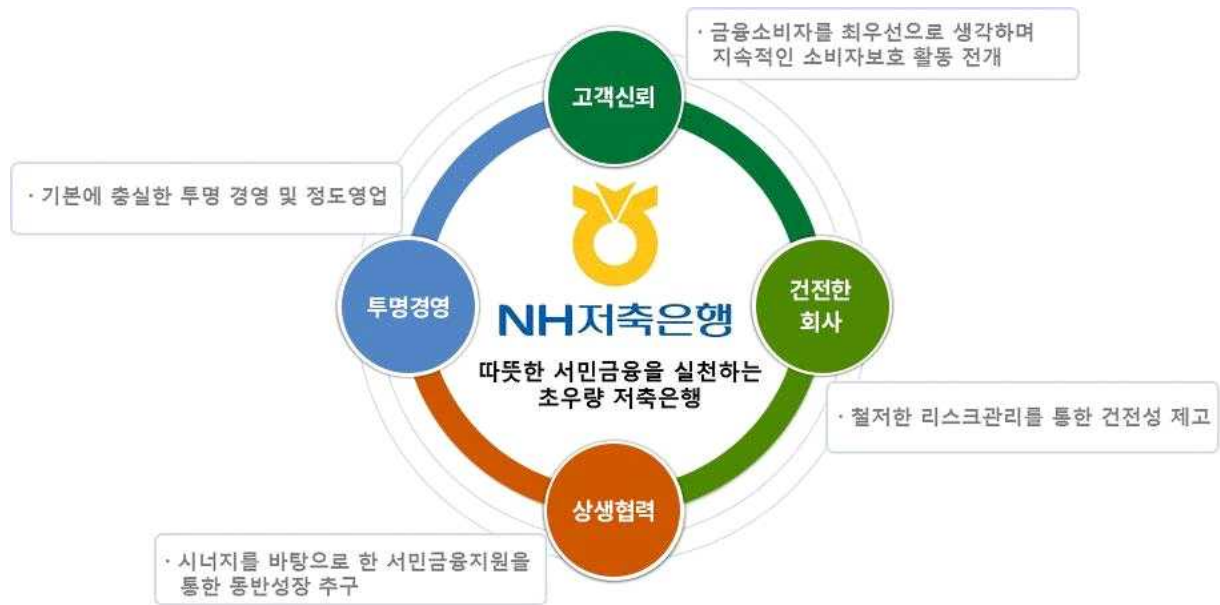 · 금융소비자를 최우선으로 생각하며
지속적인 소비자보호 활동 전개
고객신뢰
· 기본에 충실한 투명 경영 및 정도영업
투명경영
건전한
회사
NH저축은행
따뜻한 서민금융을 실천하는
초우량 저축은행
· 철저한 리스크관리를 통한 건전성 제고
상생협력
· 시너지를 바탕으로 한 서민금융지원을
통한 동반성장 추구